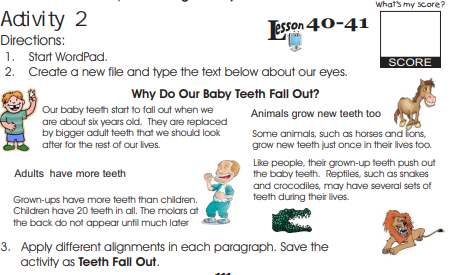 What's my score?
Activity 2
Lesson 40-41
SCORE
Directions:
1. Start WordPad.
2. Create a new file and type the text below about our eyes.
Why Do Our Baby Teeth Fall Out?
Our baby teeth start to fall out when we
are about six years old. They are replaced
by bigger adult teeth that we should look
after for the rest of our lives.
Adults have more teeth
Grown-ups have more teeth than children.
Children have 20 teeth in all. The molars at
the back do not appear until much later
Animals grow new teeth too
Some animals, such as horses and lions,
grow new teeth just once in their lives too.
Like people, their grown-up teeth push out
the baby teeth. Reptiles, such as snakes
and crocodiles, may have several sets of
teeth during their lives.
3. Apply different alignments in each paragraph. Save the
activity as Teeth Fall Out.